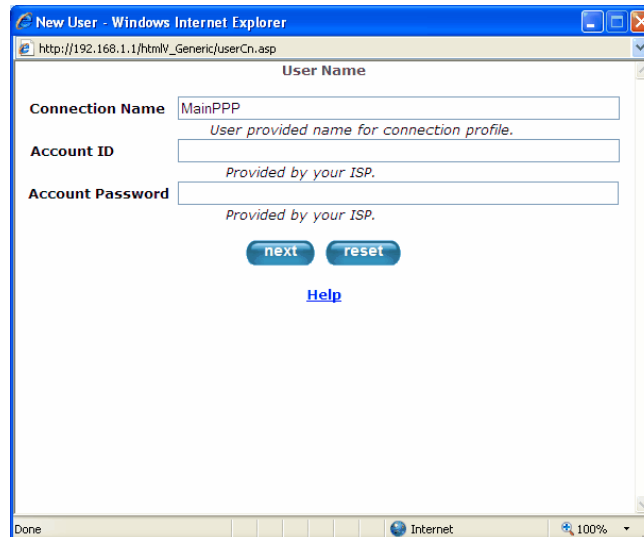 New User - Windows Internet Explorer
http://192.168.1.1/htmlV_Generic/userCn.asp
User Name
Connection Name MainPPP
User provided name for connection profile.
Account ID
Provided by your ISP.
Account Password
Provided by your ISP.
next reset
Help
Done Internet 100%